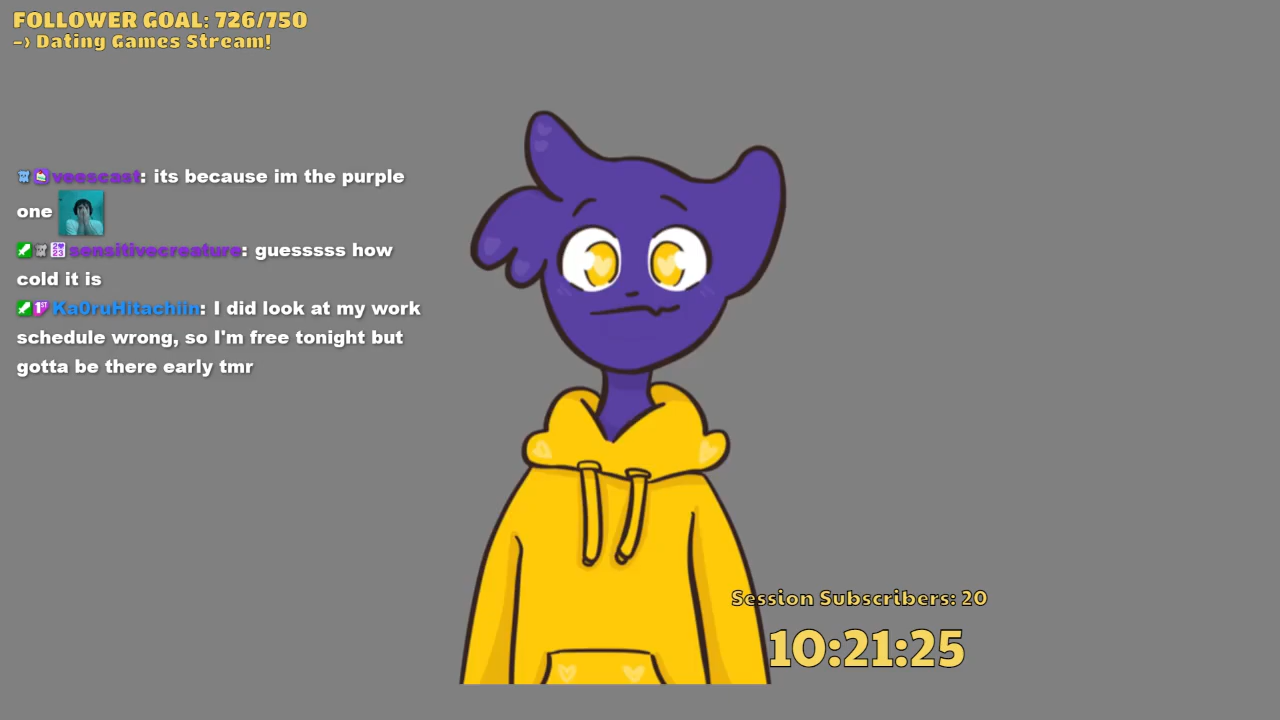 FOLLOWER GOAL: 726/750
-› Dating Games Stream!
veescast: its because im the purple
one
sensitivecreature: guesssss how
cold it is
Ka0ruHitachiin: I did look at my work
schedule wrong, so I'm free tonight but
gotta be there early tmr
Session Subscribers: 20
10:21:25